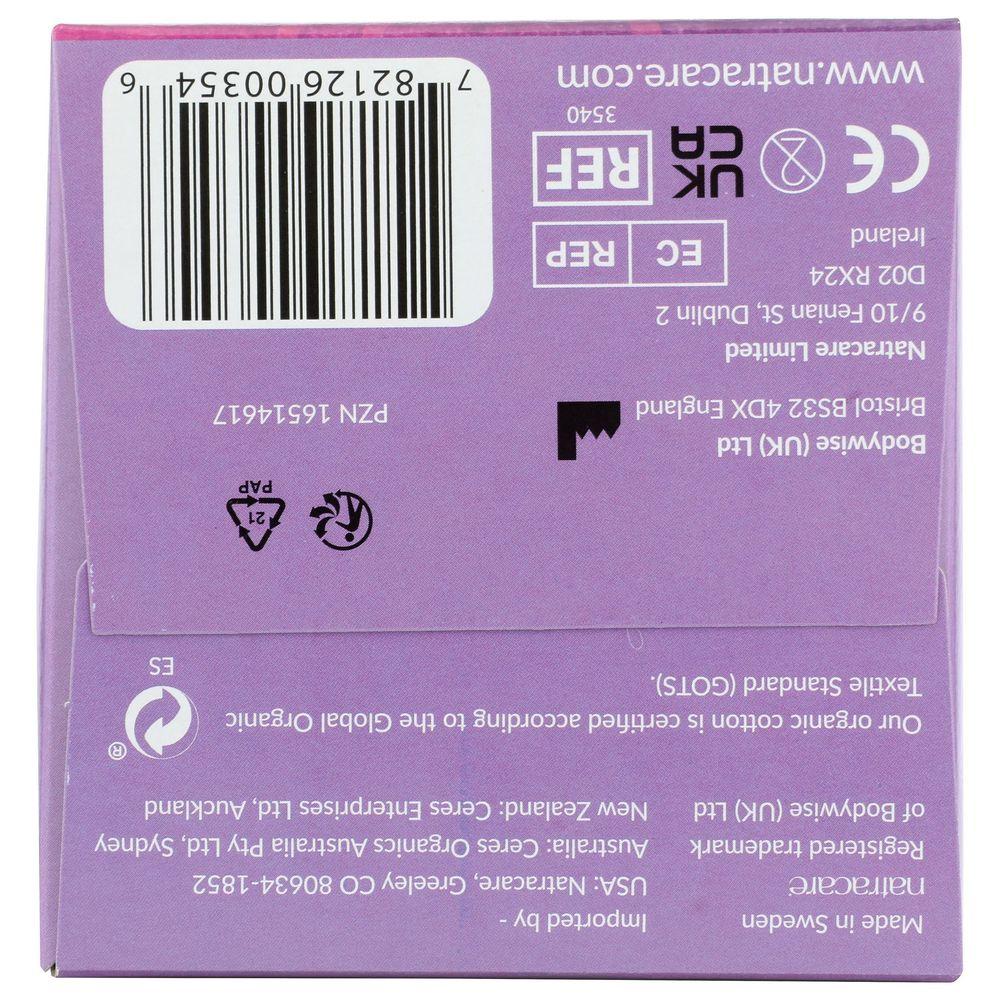 Made in Sweden
natracare
Registered trademark
of Bodywise (UK) Ltd
Imported by -
USA: Natracare, Greeley CO 80634-1852
Australia: Ceres Organics Australia Pty Ltd, Sydney
New Zealand: Ceres Enterprises Ltd, Auckland
Our organic cotton is certified according to the Global Organic
Textile Standard (GOTS).
®
ES
Bodywise (UK) Ltd
Bristol BS32 4DX England
Natracare Limited
9/10 Fenian St, Dublin 2
D02 RX24
Ireland
EC REP
CE
2
UK
CA
REF
3540
www.natracare.com
21
PAP
PZN 16514617
7 82126 00354 6